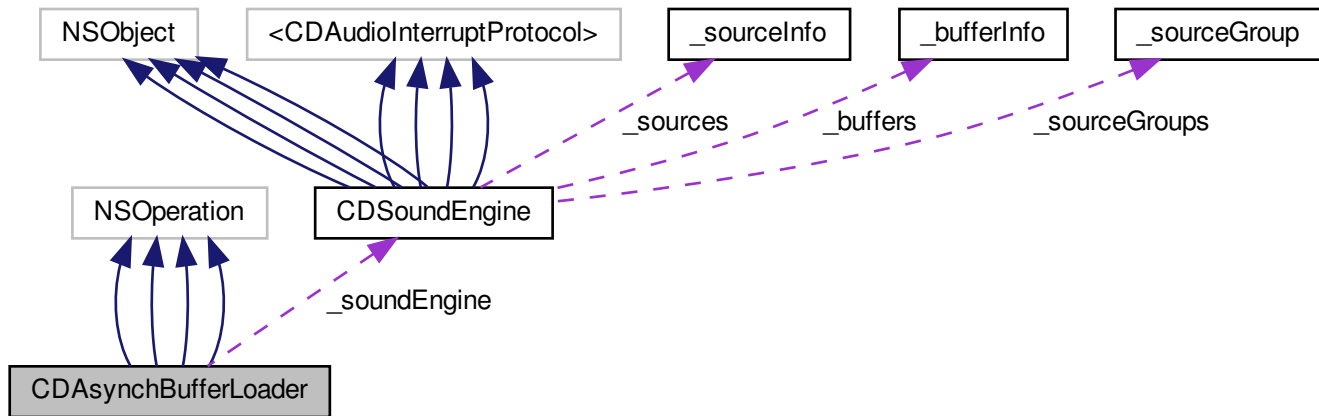 NSObject
<CDAudioInterruptProtocol>
_sourceInfo
_bufferInfo
_sourceGroup
_sources
_buffers
_sourceGroups
NSOperation
CDSoundEngine
_soundEngine
CDAsynchBufferLoader